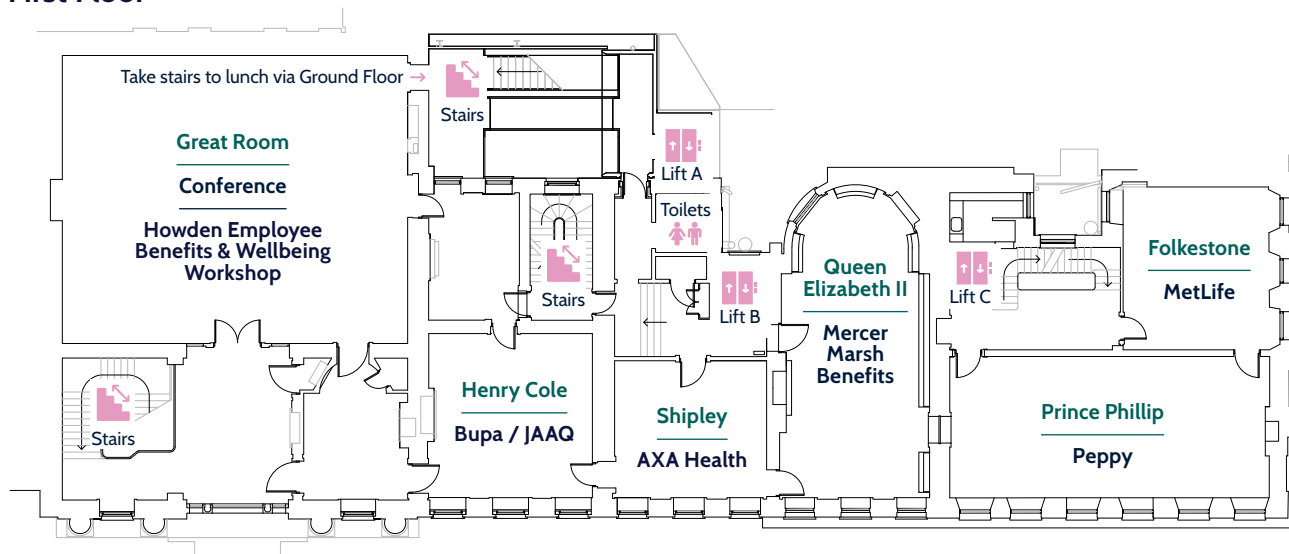 First Floor
Take stairs to lunch via Ground Floor →
Stairs
Great Room
Conference
Howden Employee
Benefits & Wellbeing
Workshop
Lift A
Toilets
Stairs
Lift B
Queen
Elizabeth II
Mercer
Marsh
Benefits
Lift C
Folkestone
MetLife
Stairs
Henry Cole
Bupa / JAAQ
Shipley
AXA Health
Prince Phillip
Peppy